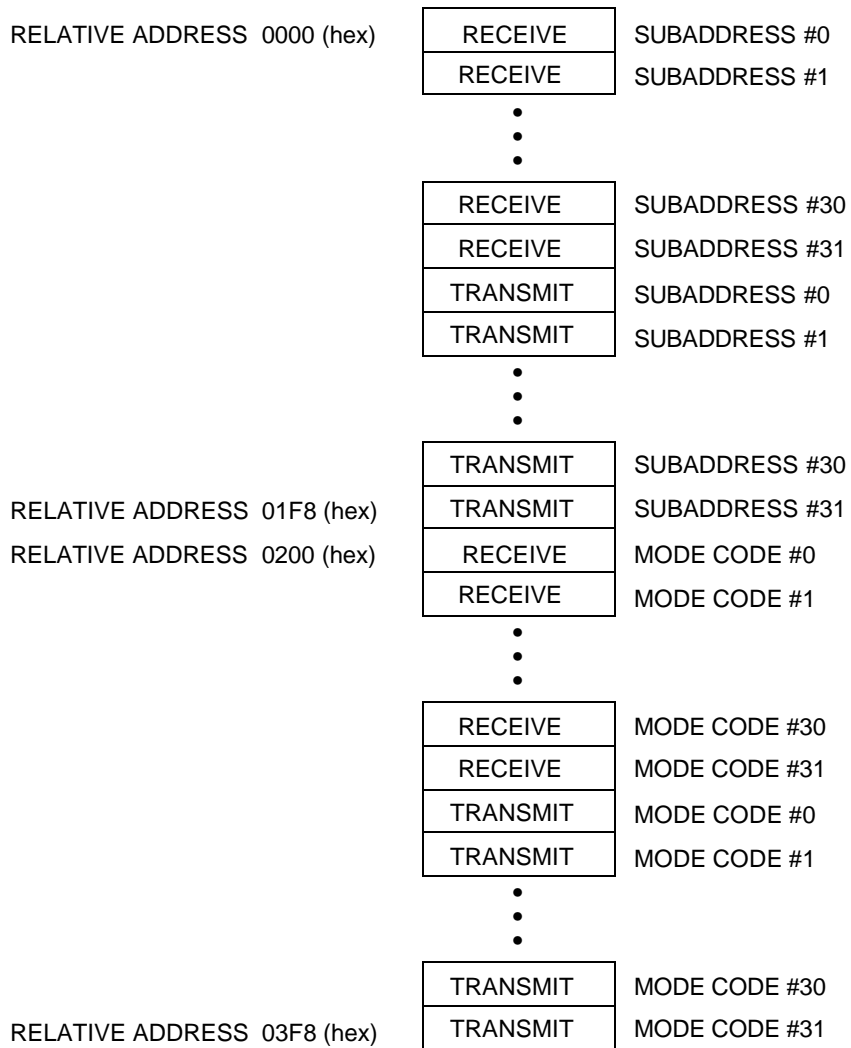 RELATIVE ADDRESS 0000 (hex) RECEIVE SUBADDRESS #0
RECEIVE SUBADDRESS #1
RECEIVE SUBADDRESS #30
RECEIVE SUBADDRESS #31
TRANSMIT SUBADDRESS #0
TRANSMIT SUBADDRESS #1
TRANSMIT SUBADDRESS #30
RELATIVE ADDRESS 01F8 (hex) TRANSMIT SUBADDRESS #31
RELATIVE ADDRESS 0200 (hex) RECEIVE MODE CODE #0
RECEIVE MODE CODE #1
RECEIVE MODE CODE #30
RECEIVE MODE CODE #31
TRANSMIT MODE CODE #0
TRANSMIT MODE CODE #1
TRANSMIT MODE CODE #30
RELATIVE ADDRESS 03F8 (hex) TRANSMIT MODE CODE #31